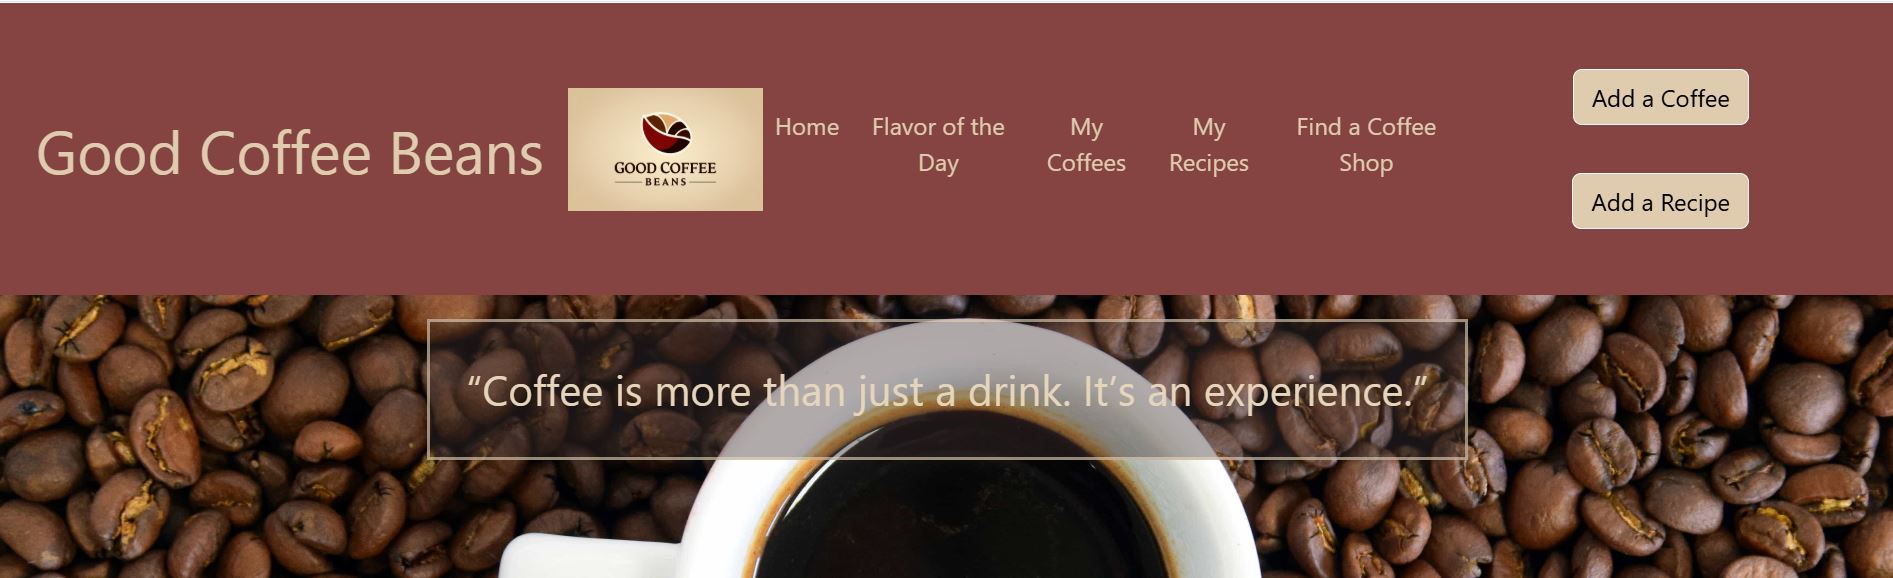 Good Coffee Beans
GOOD COFFEE
BEANS
Home
Flavor of the
Day
My
Coffees
My
Recipes
Find a Coffee
Shop
Add a Coffee
Add a Recipe
“Coffee is more than just a drink. It’s an experience.”